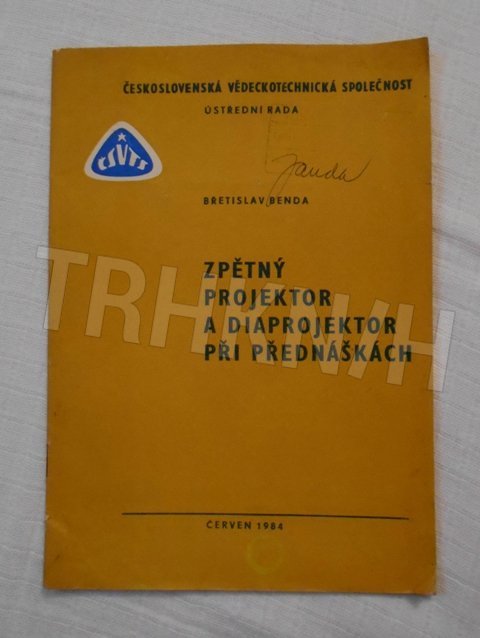 ČESKOSLOVENSKÁ VĚDECKOTECHNICKÁ SPOLEČNOST
ÚSTŘEDNÍ RADA
ČSVTS
Janda
BRETISLAV BENDA
ZPĚTNÝ
PROJEKTOR
A DIAPROJEKTOR
PŘI PŘEDNÁŠKÁCH
TRHKNIH
ČERVEN 1984